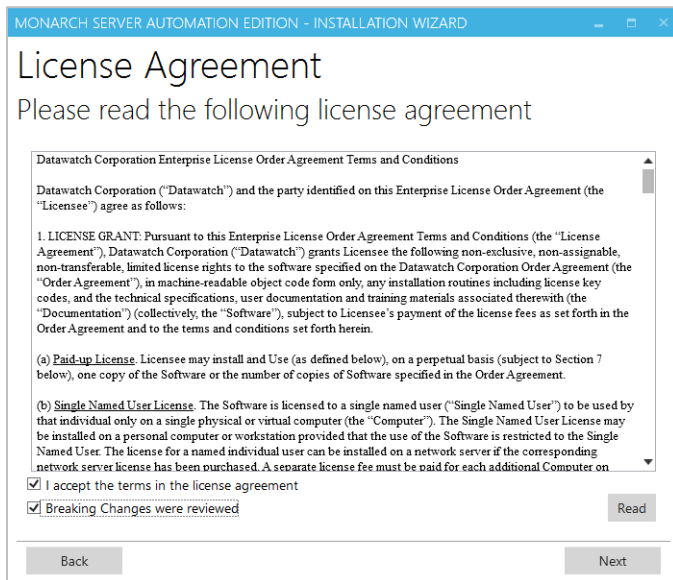 MONARCH SERVER AUTOMATION EDITION - INSTALLATION WIZARD
License Agreement
Please read the following license agreement
Datawatch Corporation Enterprise License Order Agreement Terms and Conditions
Datawatch Corporation (“Datawatch”) and the party identified on this Enterprise License Order Agreement (the
“Licensee”) agree as follows:
1. LICENSE GRANT: Pursuant to this Enterprise License Order Agreement Terms and Conditions (the “License
Agreement”), Datawatch Corporation (“Datawatch”) grants Licensee the following non-exclusive, non-assignable,
non-transferable, limited license rights to the software specified on the Datawatch Corporation Order Agreement (the
“Order Agreement”), in machine-readable object code form only, any installation routines including license key
codes, and the technical specifications, user documentation and training materials associated therewith (the
“Documentation”) (collectively, the “Software”), subject to Licensee’s payment of the license fees as set forth in the
Order Agreement and to the terms and conditions set forth herein.
(a) Paid-up License. Licensee may install and Use (as defined below), on a perpetual basis (subject to Section 7
below), one copy of the Software or the number of copies of Software specified in the Order Agreement.
(b) Single Named User License. The Software is licensed to a single named user (“Single Named User”) to be used by
that individual only on a single physical or virtual computer (the “Computer”). The Single Named User License may
be installed on a personal computer or workstation provided that the use of the Software is restricted to the Single
Named User. The license for a named individual user can be installed on a network server if the corresponding
network server license has been purchased. A separate license fee must be paid for each additional Computer on
I accept the terms in the license agreement
Breaking Changes were reviewed
Read
Back
Next